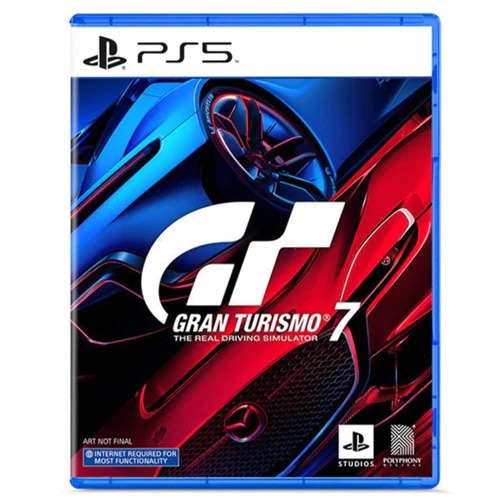 PS5
GRAN TURISMO 7
THE REAL DRIVING SIMULATOR
ART NOT FINAL
INTERNET REQUIRED FOR
MOST FUNCTIONALITY
STUDIOS
POLYPHONY
DIGITAL